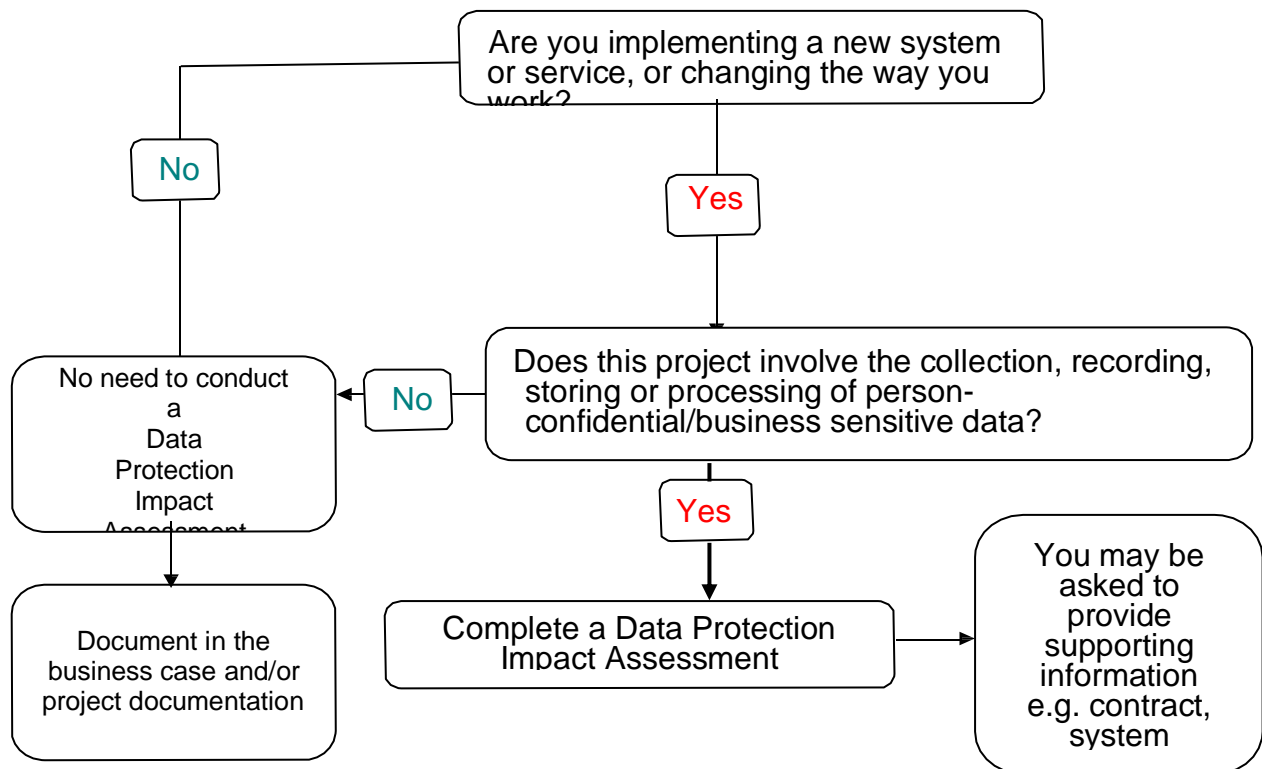 Are you implementing a new system
or service, or changing the way you
work?
No
Yes
Does this project involve the collection, recording,
storing or processing of person-
confidential/business sensitive data?
No
No need to conduct
a
Data
Protection
Impact
Assessment
Yes
You may be
asked to
provide
supporting
information
e.g. contract,
system
Complete a Data Protection
Impact Assessment
Document in the
business case and/or
project documentation